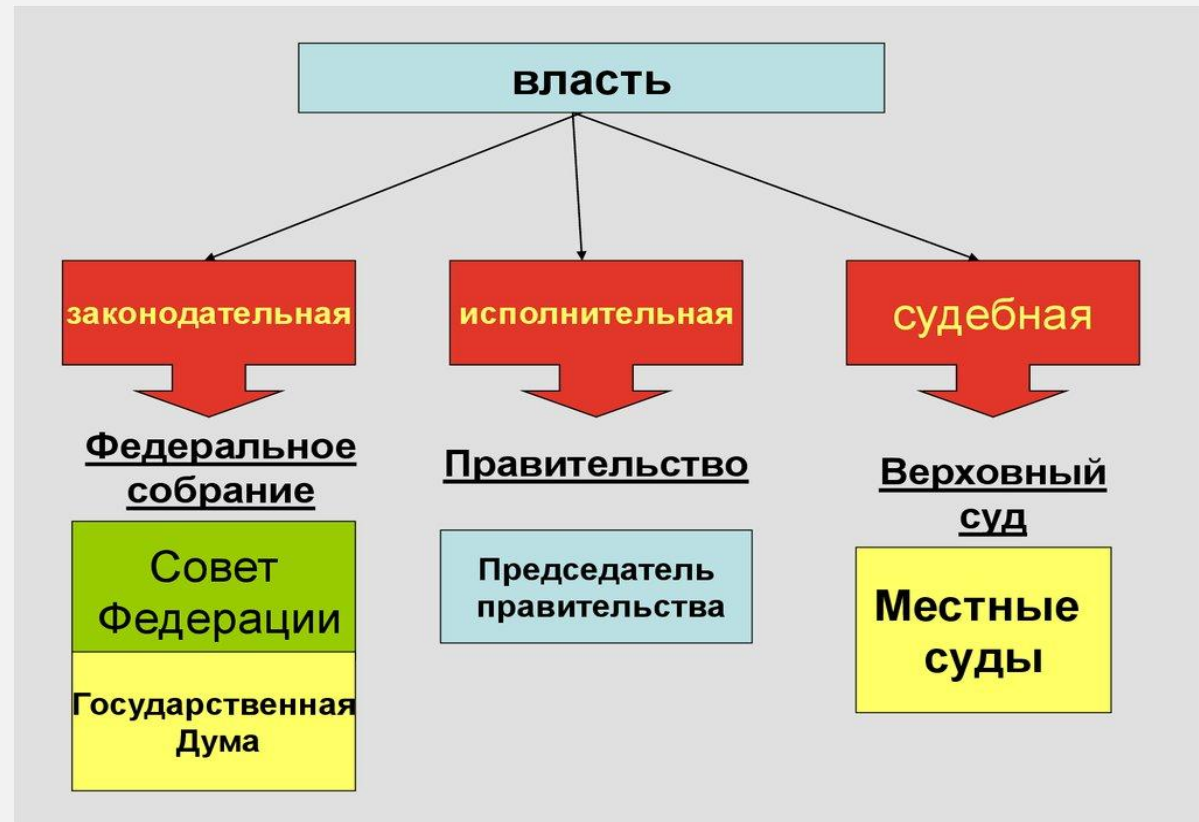 власть
законодательная
исполнительная
судебная
Федеральное
собрание
Правительство
Верховный
суд
Совет
Федерации
Государственная
Дума
Председатель
правительства
Местные
суды